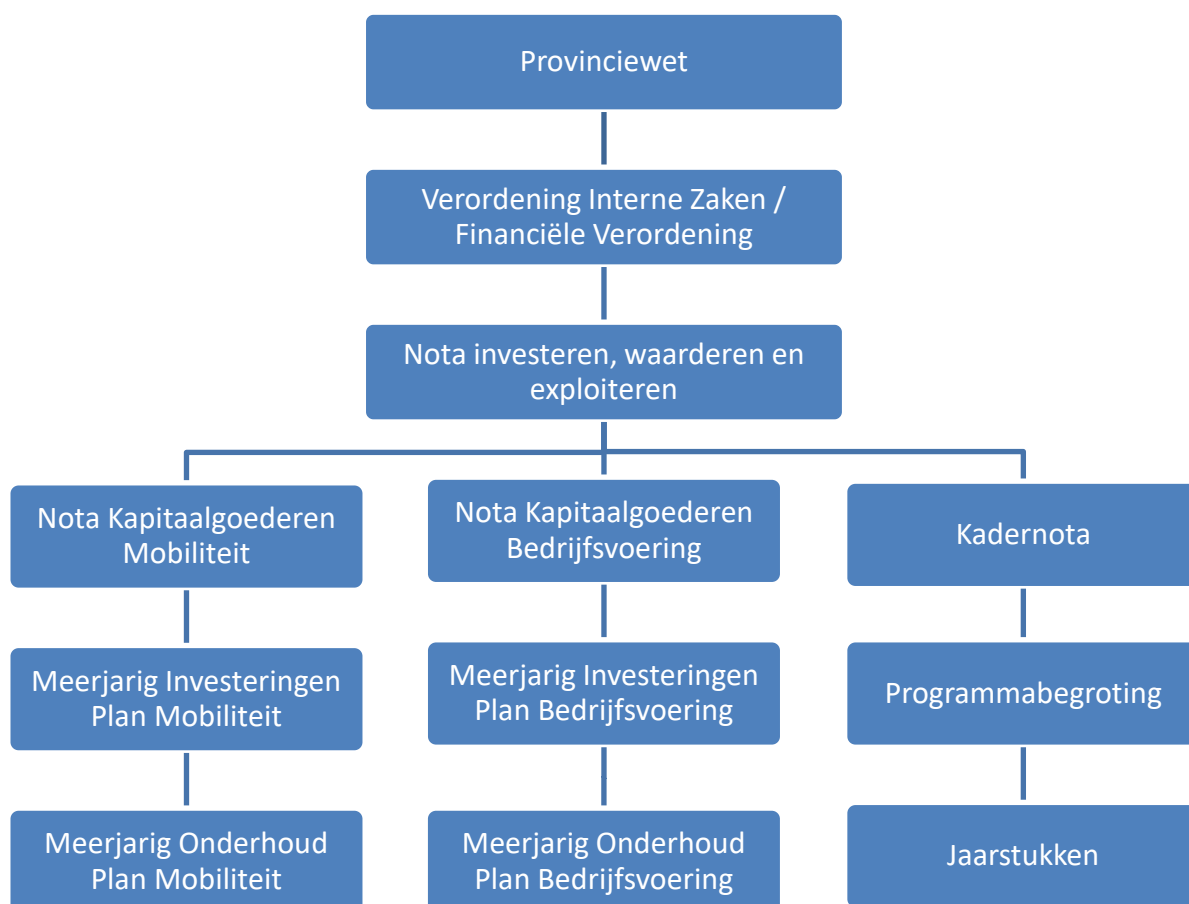 Provinciewet
Verordening Interne Zaken /
Financiële Verordening
Nota investeren, waarderen en
exploiteren
Nota Kapitaalgoederen
Mobiliteit
Nota Kapitaalgoederen
Bedrijfsvoering
Kadernota
Meerjarig Investeringen
Plan Mobiliteit
Meerjarig Investeringen
Plan Bedrijfsvoering
Programmabegroting
Meerjarig Onderhoud
Plan Mobiliteit
Meerjarig Onderhoud
Plan Bedrijfsvoering
Jaarstukken